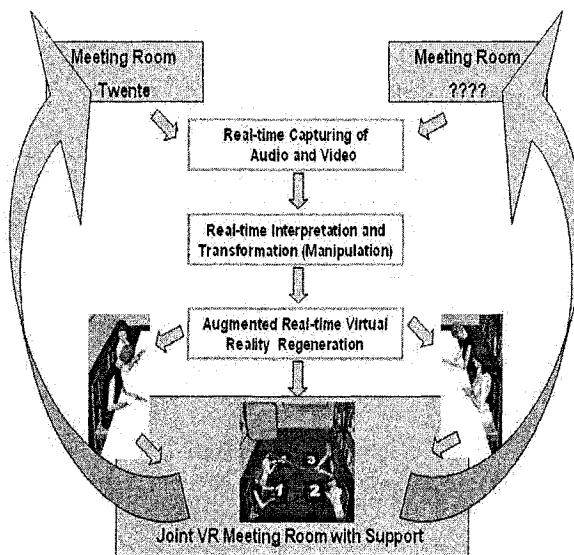 Meeting Room
Twente
Meeting Room
????
Real-time Capturing of
Audio and Video
Real-time Interpretation and
Transformation (Manipulation)
Augmented Real-time Virtual
Reality Regeneration
4 3
1 2
Joint VR Meeting Room with Support